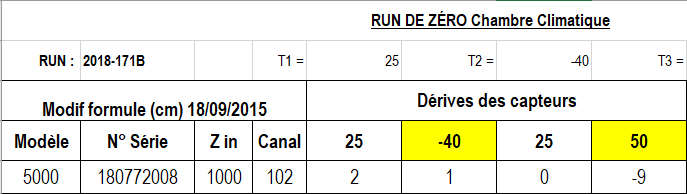 RUN DE ZÉRO Chambre Climatique
RUN : 2018-171B T1 = 25 T2 = -40 T3 =
Modif formule (cm) 18/09/2015 Dérives des capteurs
Modèle N° Série Z in Canal 25 -40 25 50
5000 180772008 1000 102 2 1 0 -9